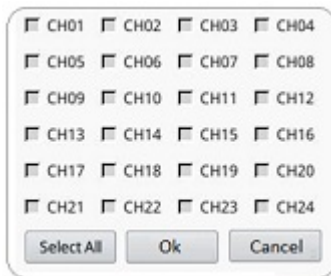 CH01 CH02 CH03 CH04
CH05 CH06 CH07 CH08
CH09 CH10 CH11 CH12
CH13 CH14 CH15 CH16
CH17 CH18 CH19 CH20
CH21 CH22 CH23 CH24
Select All Ok Cancel